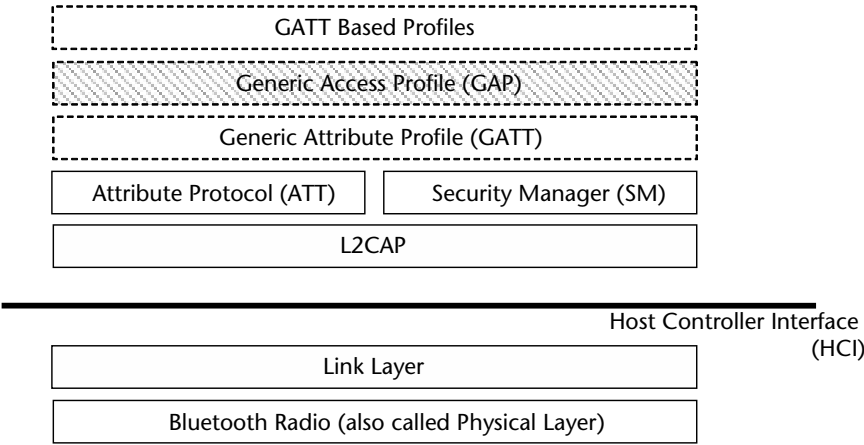 GATT Based Profiles
Generic Access Profile (GAP)
Generic Attribute Profile (GATT)
Attribute Protocol (ATT)
Security Manager (SM)
L2CAP
Host Controller Interface
(HCI)
Link Layer
Bluetooth Radio (also called Physical Layer)